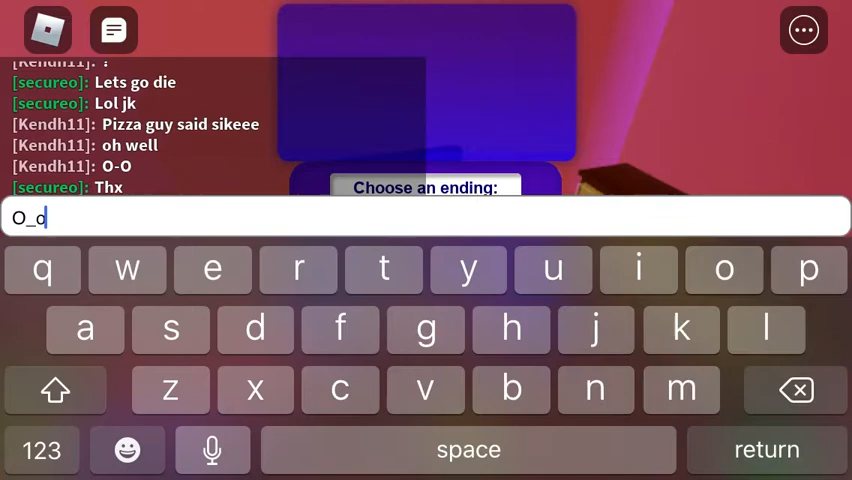 [Kendh11]: ?
[secureo]: Lets go die
[secureo]: Lol jk
[Kendh11]: Pizza guy said sikeee
[Kendh11]: oh well
[Kendh11]: O-O
[secureo]: Thx
Choose an ending:
O_o
q w e r t y u i o p
a s d f g h j k l
z x c v b n m
123 space return